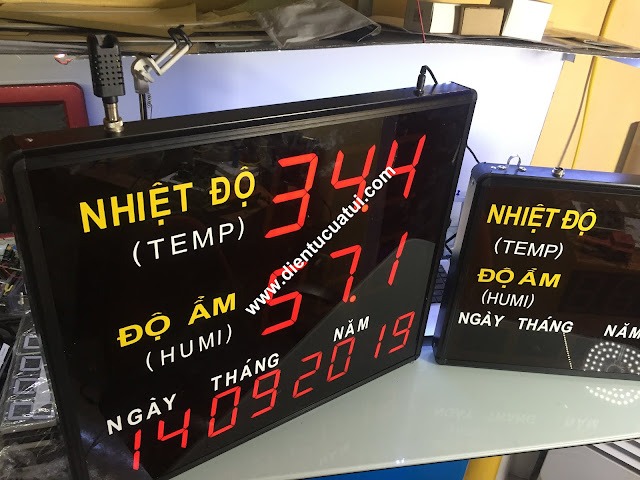 NHIỆT ĐỘ 34.4
(TEMP)
ĐỘ ẨM 57.1
(HUMI)
NGÀY THÁNG NĂM
14092019
www.dientucuatui.com
NHIỆT ĐỘ
(TEMP)
ĐỘ ẨM
(HUMI)
NGÀY THÁNG